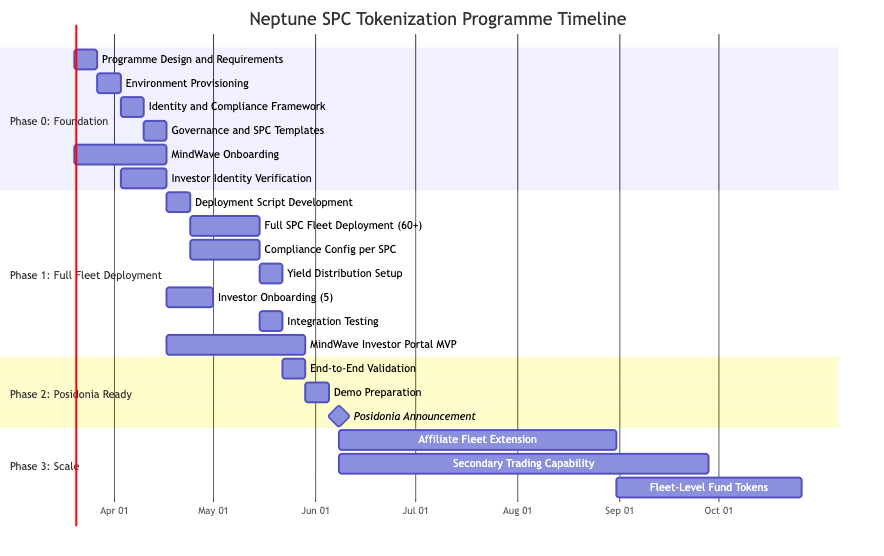 Neptune SPC Tokenization Programme Timeline
Phase 0: Foundation
Programme Design and Requirements
Environment Provisioning
Identity and Compliance Framework
Governance and SPC Templates
MindWave Onboarding
Investor Identity Verification
Phase 1: Full Fleet Deployment
Deployment Script Development
Full SPC Fleet Deployment (60+)
Compliance Config per SPC
Yield Distribution Setup
Investor Onboarding (5)
Integration Testing
MindWave Investor Portal MVP
Phase 2: Posidonia Ready
End-to-End Validation
Demo Preparation
Posidonia Announcement
Phase 3: Scale
Affiliate Fleet Extension
Secondary Trading Capability
Fleet-Level Fund Tokens
Apr 01
May 01
Jun 01
Jul 01
Aug 01
Sep 01
Oct 01